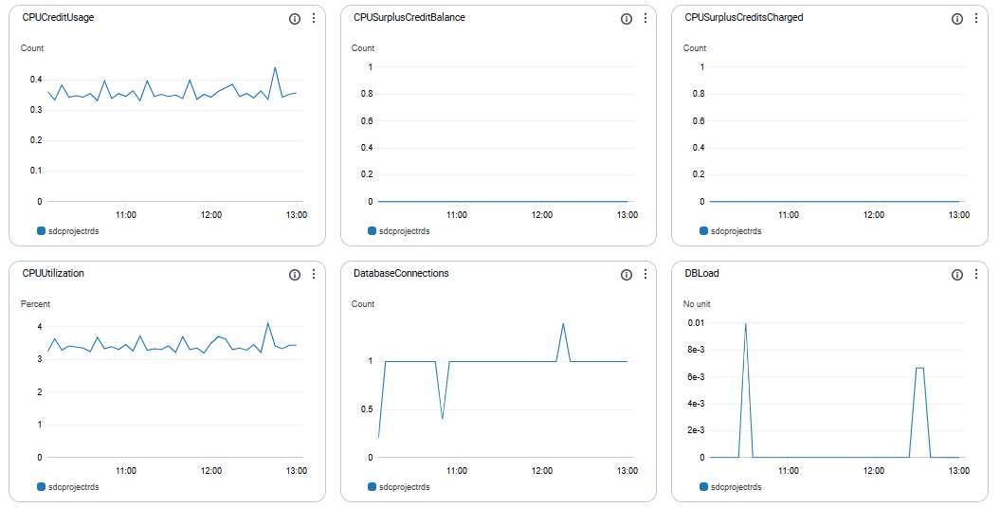 CPUCreditUsage
Count
0.4
0.3
0.2
0.1
0
11:00 12:00 13:00
sdcprojectrds
CPUSurplusCreditBalance
Count
1
0.8
0.6
0.4
0.2
0
11:00 12:00 13:00
sdcprojectrds
CPUSurplusCreditsCharged
Count
1
0.8
0.6
0.4
0.2
0
11:00 12:00 13:00
sdcprojectrds
CPUUtilization
Percent
4
3
2
1
0
11:00 12:00 13:00
sdcprojectrds
DatabaseConnections
Count
1
0.5
0
11:00 12:00 13:00
sdcprojectrds
DBLoad
No unit
0.01
8e-3
6e-3
4e-3
2e-3
0
11:00 12:00 13:00
sdcprojectrds